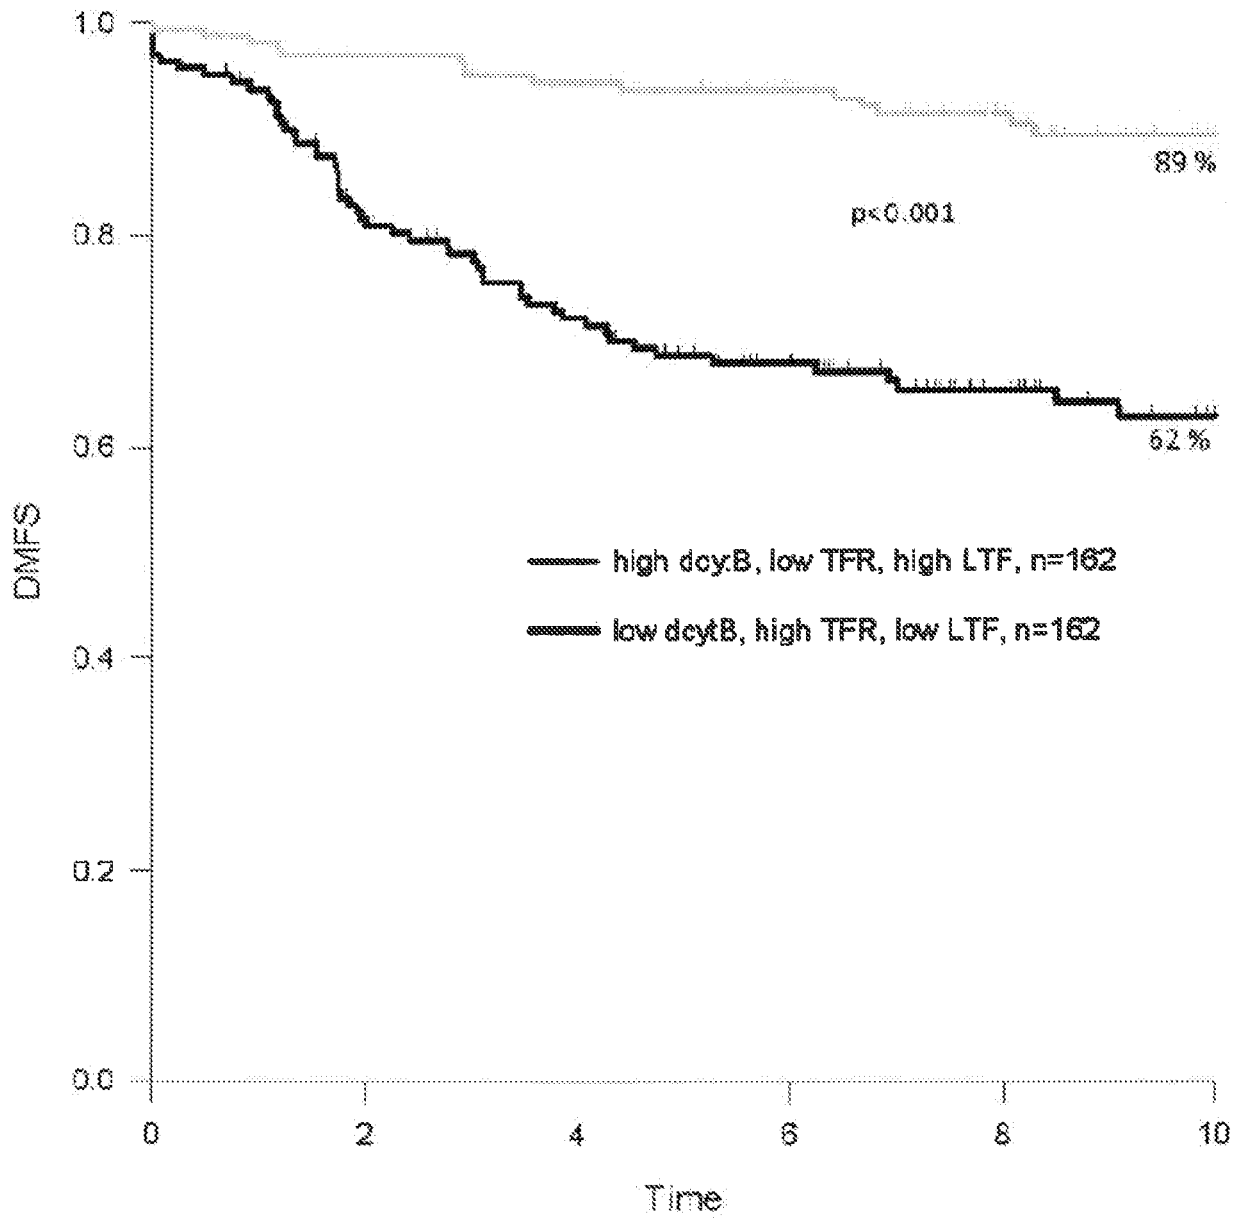 1.0
89 %
p<0.001
0.8
0.6
62 %
DMFS
high dcy:B, low TFR, high LTF, n=162
low dcytB, high TFR, low LTF, n=162
0.4
0.2
0.0
0 2 4 6 8 10
Time